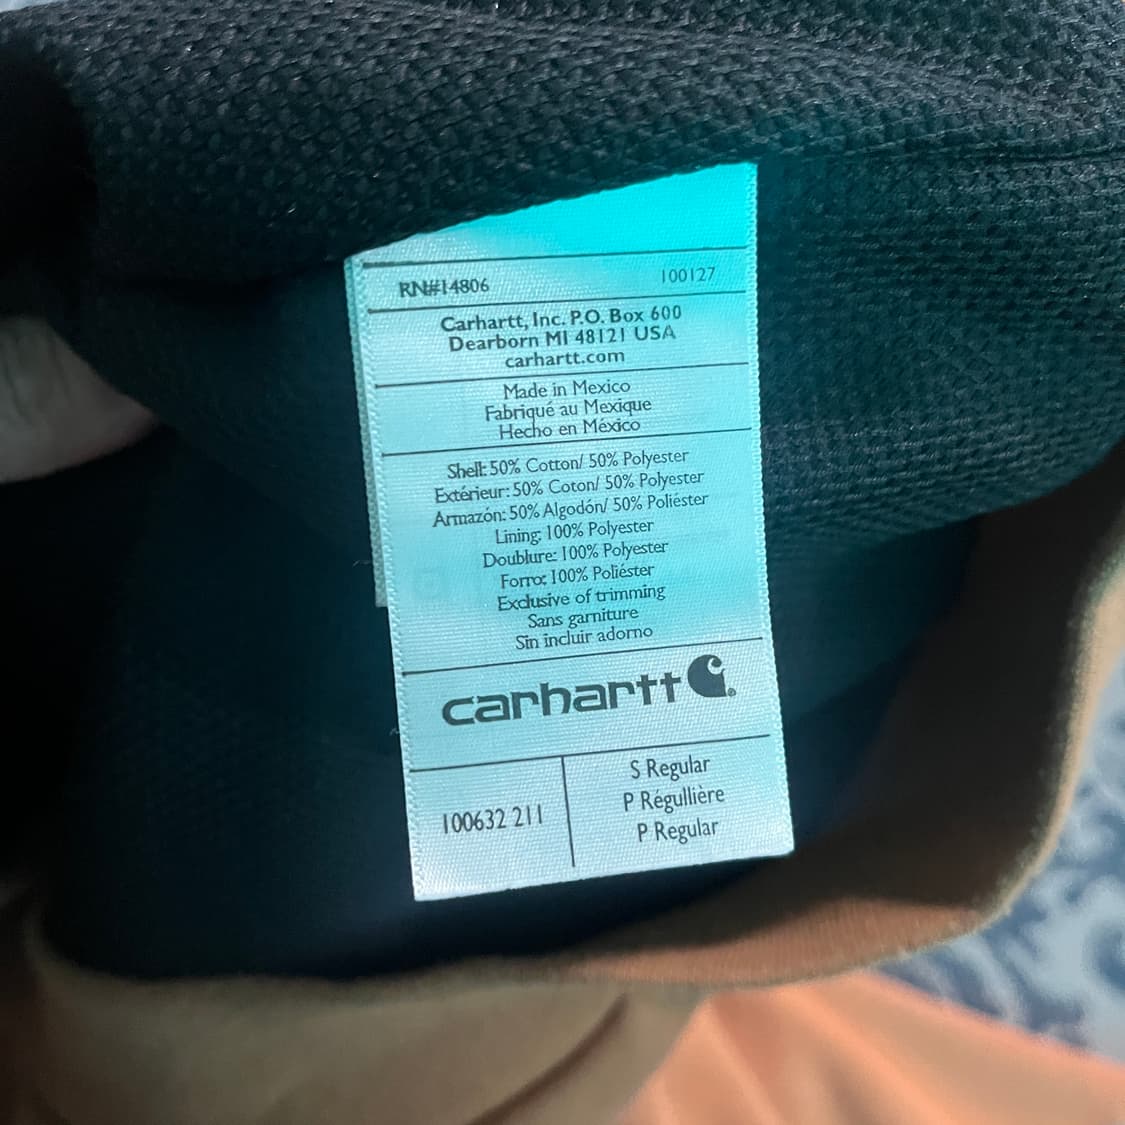 RN#14806 100127
Carhartt, Inc. P.O. Box 600
Dearborn MI 48121 USA
carhartt.com
Made in Mexico
Fabriqué au Mexique
Hecho en México
Shell: 50% Cotton/ 50% Polyester
Extérieur: 50% Coton/ 50% Polyester
Armazón: 50% Algodón/ 50% Poliéster
Lining: 100% Polyester
Doublure: 100% Polyester
Forro: 100% Poliéster
Exclusive of trimming
Sans garniture
Sin incluir adorno
carhartt
100632 211
S Regular
P Régullière
P Regular